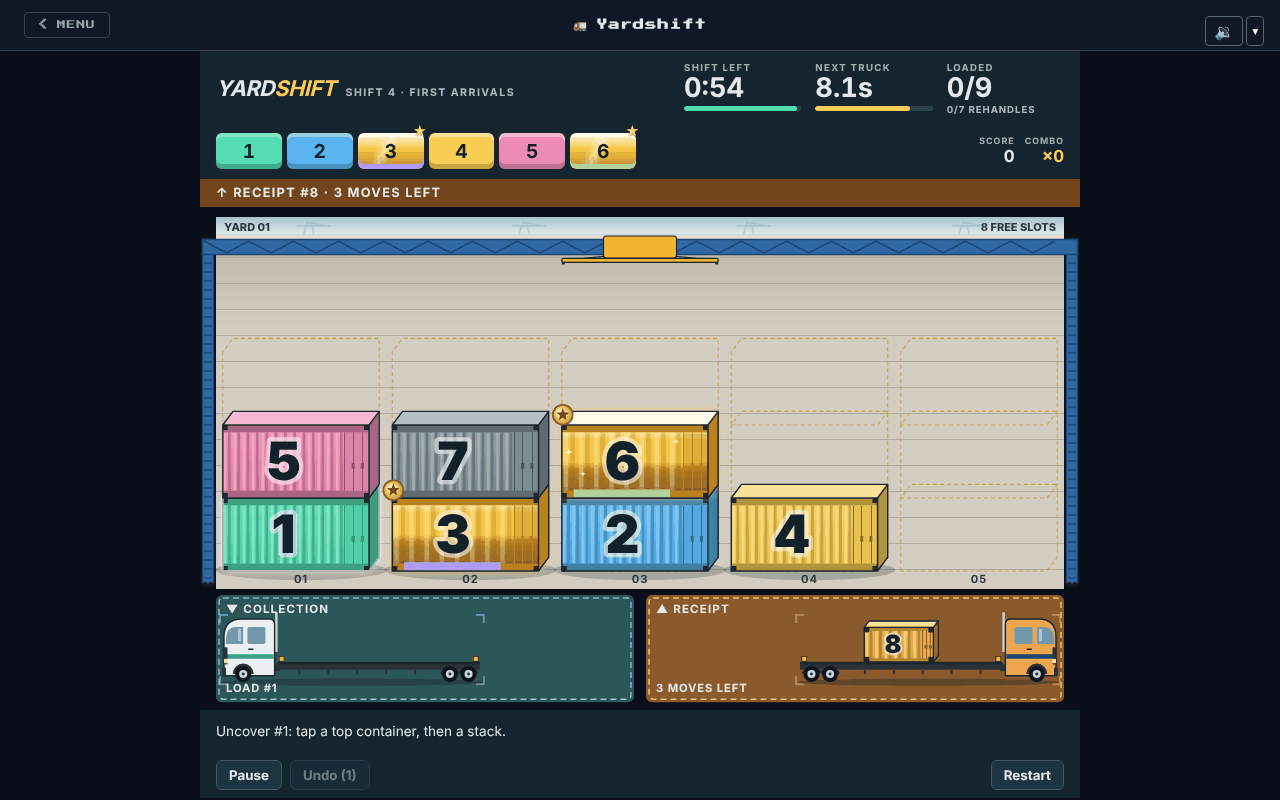 MENU
Yardshift
YARDSHIFT SHIFT 4 · FIRST ARRIVALS
SHIFT LEFT
0:54
NEXT TRUCK
8.1s
LOADED
0/9
0/7 REHANDLES
1 2 3 4 5 6
SCORE
0
COMBO
×0
↑ RECEIPT #8 · 3 MOVES LEFT
YARD 01
8 FREE SLOTS
5 7 6
1 3 2 4
01 02 03 04 05
▼ COLLECTION
LOAD #1
▲ RECEIPT
8
3 MOVES LEFT
Uncover #1: tap a top container, then a stack.
Pause
Undo (1)
Restart